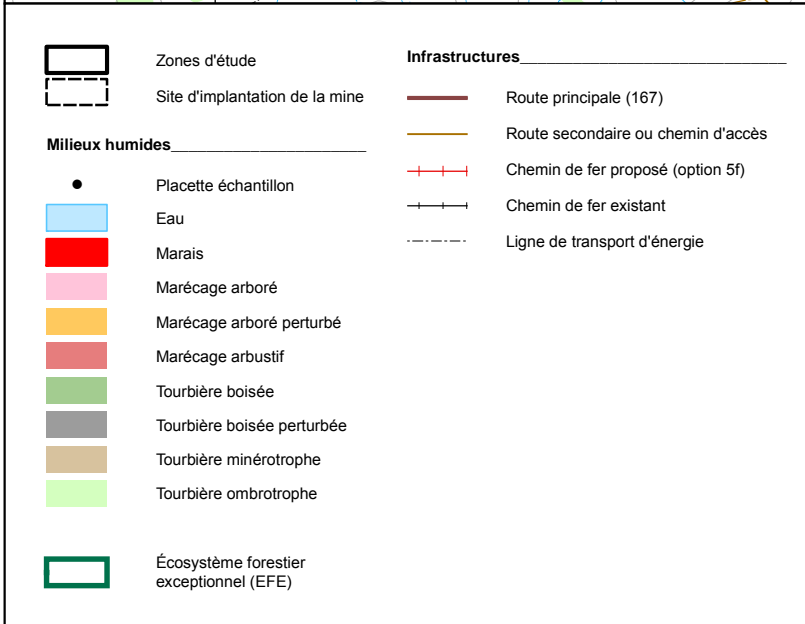 Zones d'étude
Site d'implantation de la mine
Milieux humides
Placette échantillon
Eau
Marais
Marécage arboré
Marécage arboré perturbé
Marécage arbustif
Tourbière boisée
Tourbière boisée perturbée
Tourbière minérotrophe
Tourbière ombrotrophe
Écosystème forestier
exceptionnel (EFE)
Infrastructures
Route principale (167)
Route secondaire ou chemin d'accès
Chemin de fer proposé (option 5f)
Chemin de fer existant
Ligne de transport d'énergie